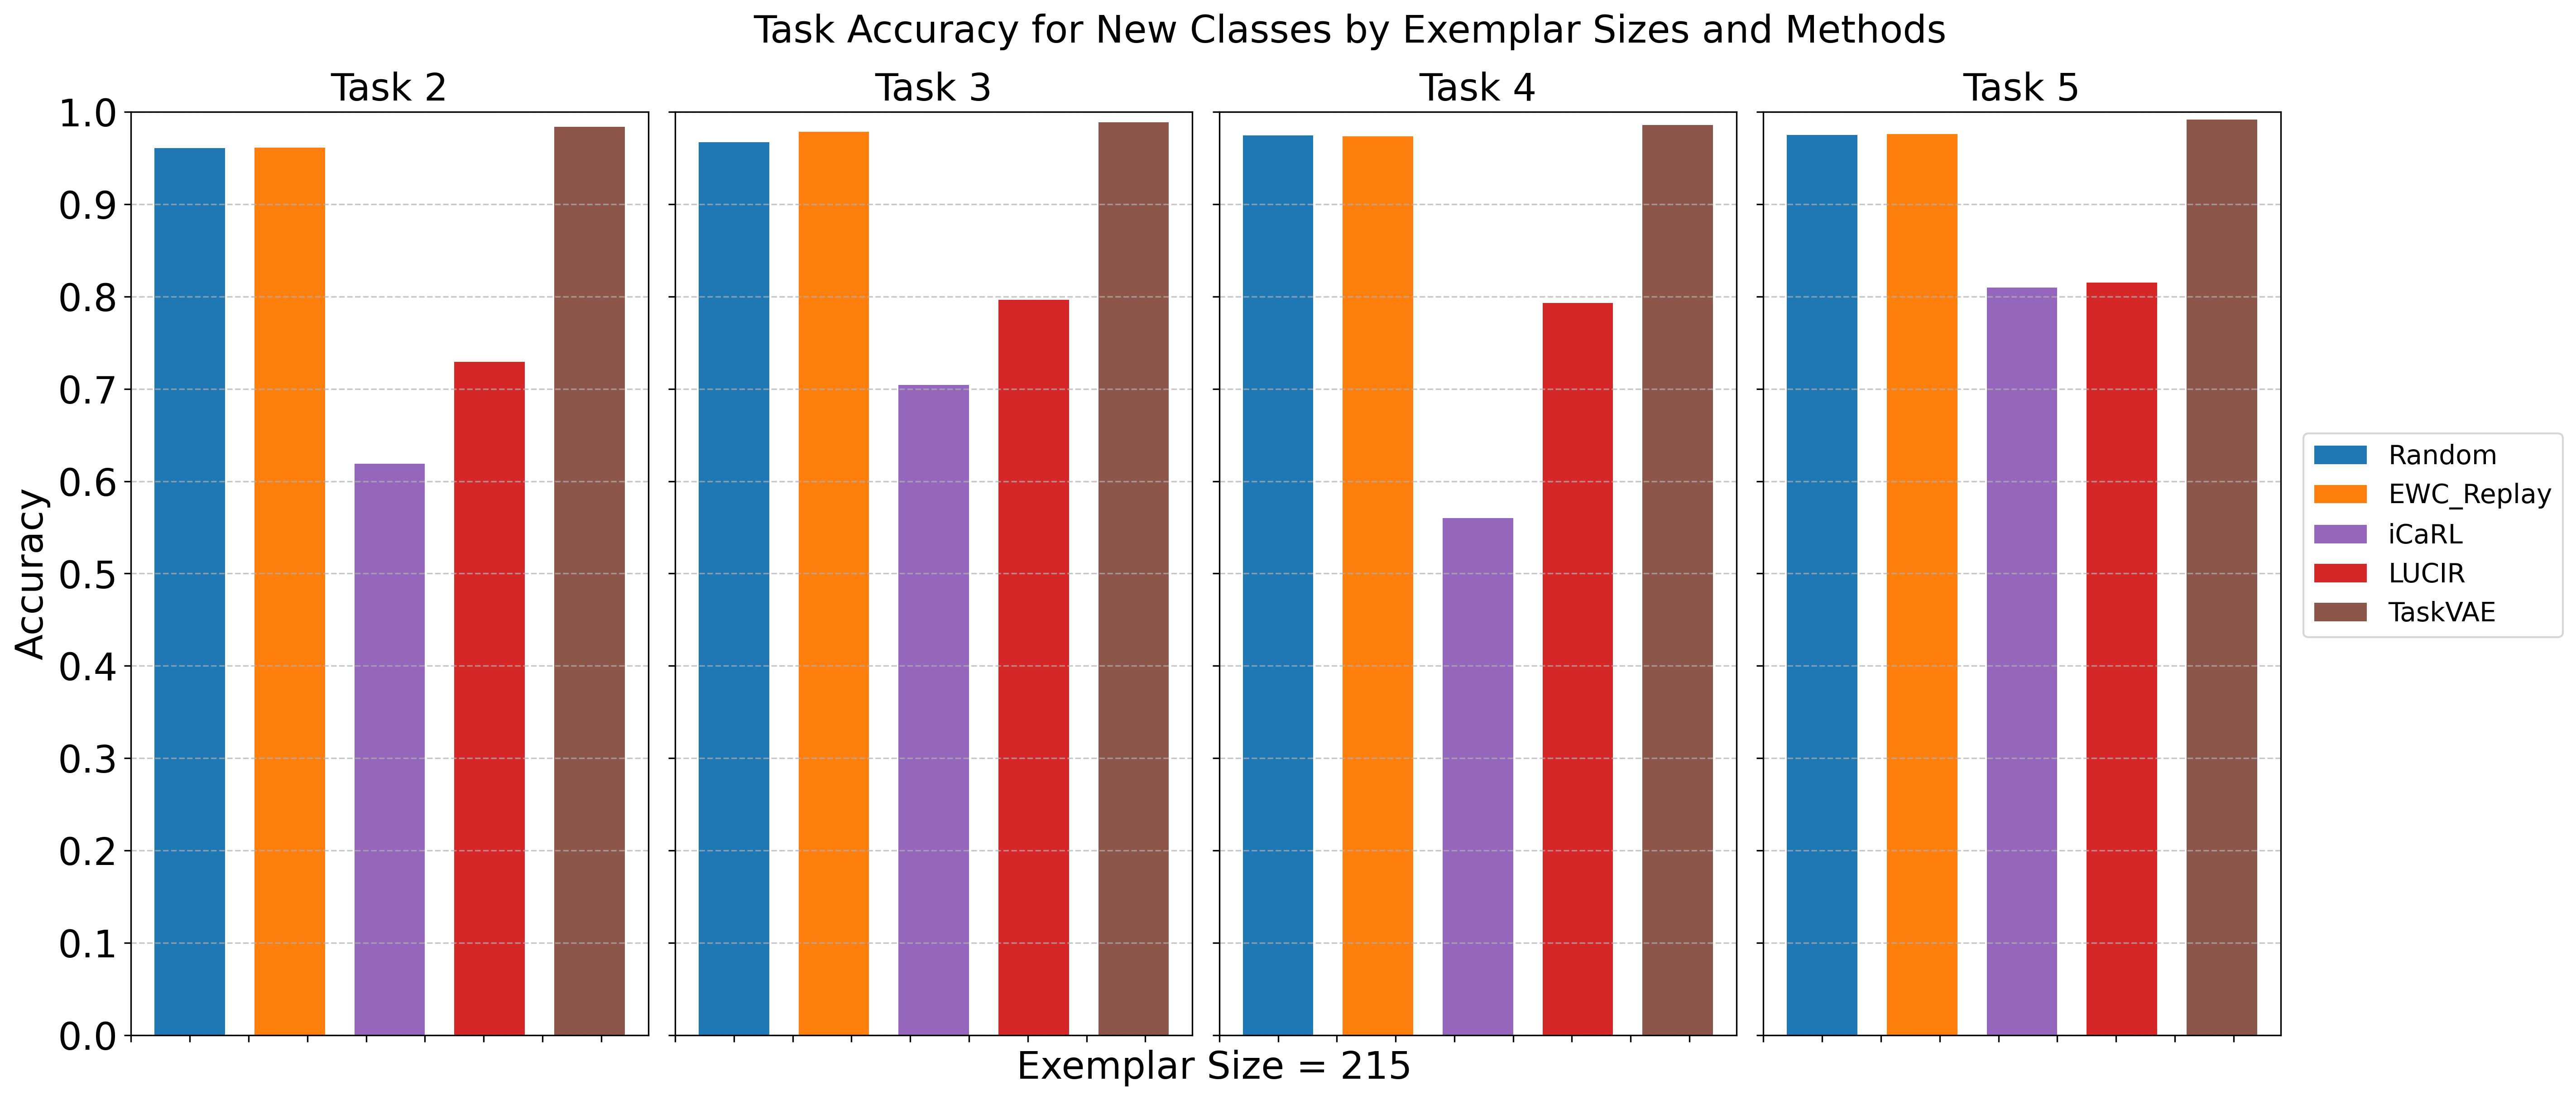 Task Accuracy for New Classes by Exemplar Sizes and Methods
Task 2
Task 3
Task 4
Task 5
Accuracy
1.0
0.9
0.8
0.7
0.6
0.5
0.4
0.3
0.2
0.1
0.0
Exemplar Size = 215
Random
EWC_Replay
iCaRL
LUCIR
TaskVAE